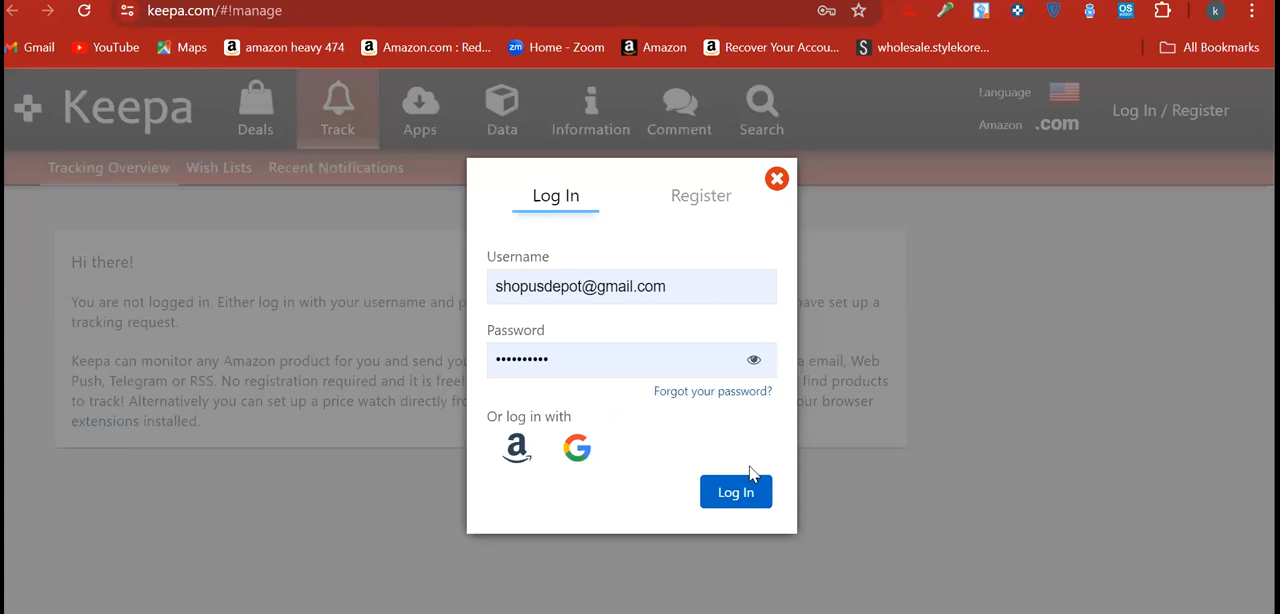 keepa.com/#!manage
k
OS
Gmail YouTube Maps amazon heavy 474 Amazon.com : Red... Home - Zoom Amazon Recover Your Accou... wholesale.stylekore... All Bookmarks
Keepa
Deals Track Apps Data Information Comment Search
Language
Amazon .com
Log In / Register
Tracking Overview Wish Lists Recent Notifications
Hi there!
You are not logged in. Either log in with your username and p
have set up a
tracking request.
Keepa can monitor any Amazon product for you and send you
a email, Web
Push, Telegram or RSS. No registration required and it is free!
find products
to track! Alternatively you can set up a price watch directly fro
our browser
extensions installed.
Log In Register
Username
shopusdepot@gmail.com
Password
••••••••••
Forgot your password?
Or log in with
Log In